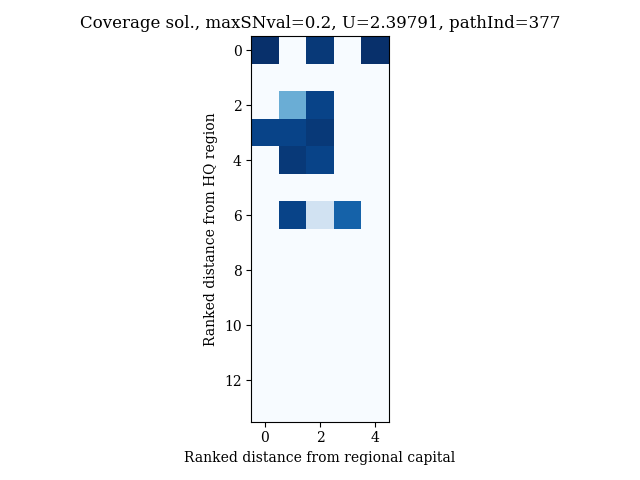 Coverage sol., maxSNval=0.2, U=2.39791, pathInd=377
Ranked distance from HQ region
0
2
4
6
8
10
12
0 2 4
Ranked distance from regional capital